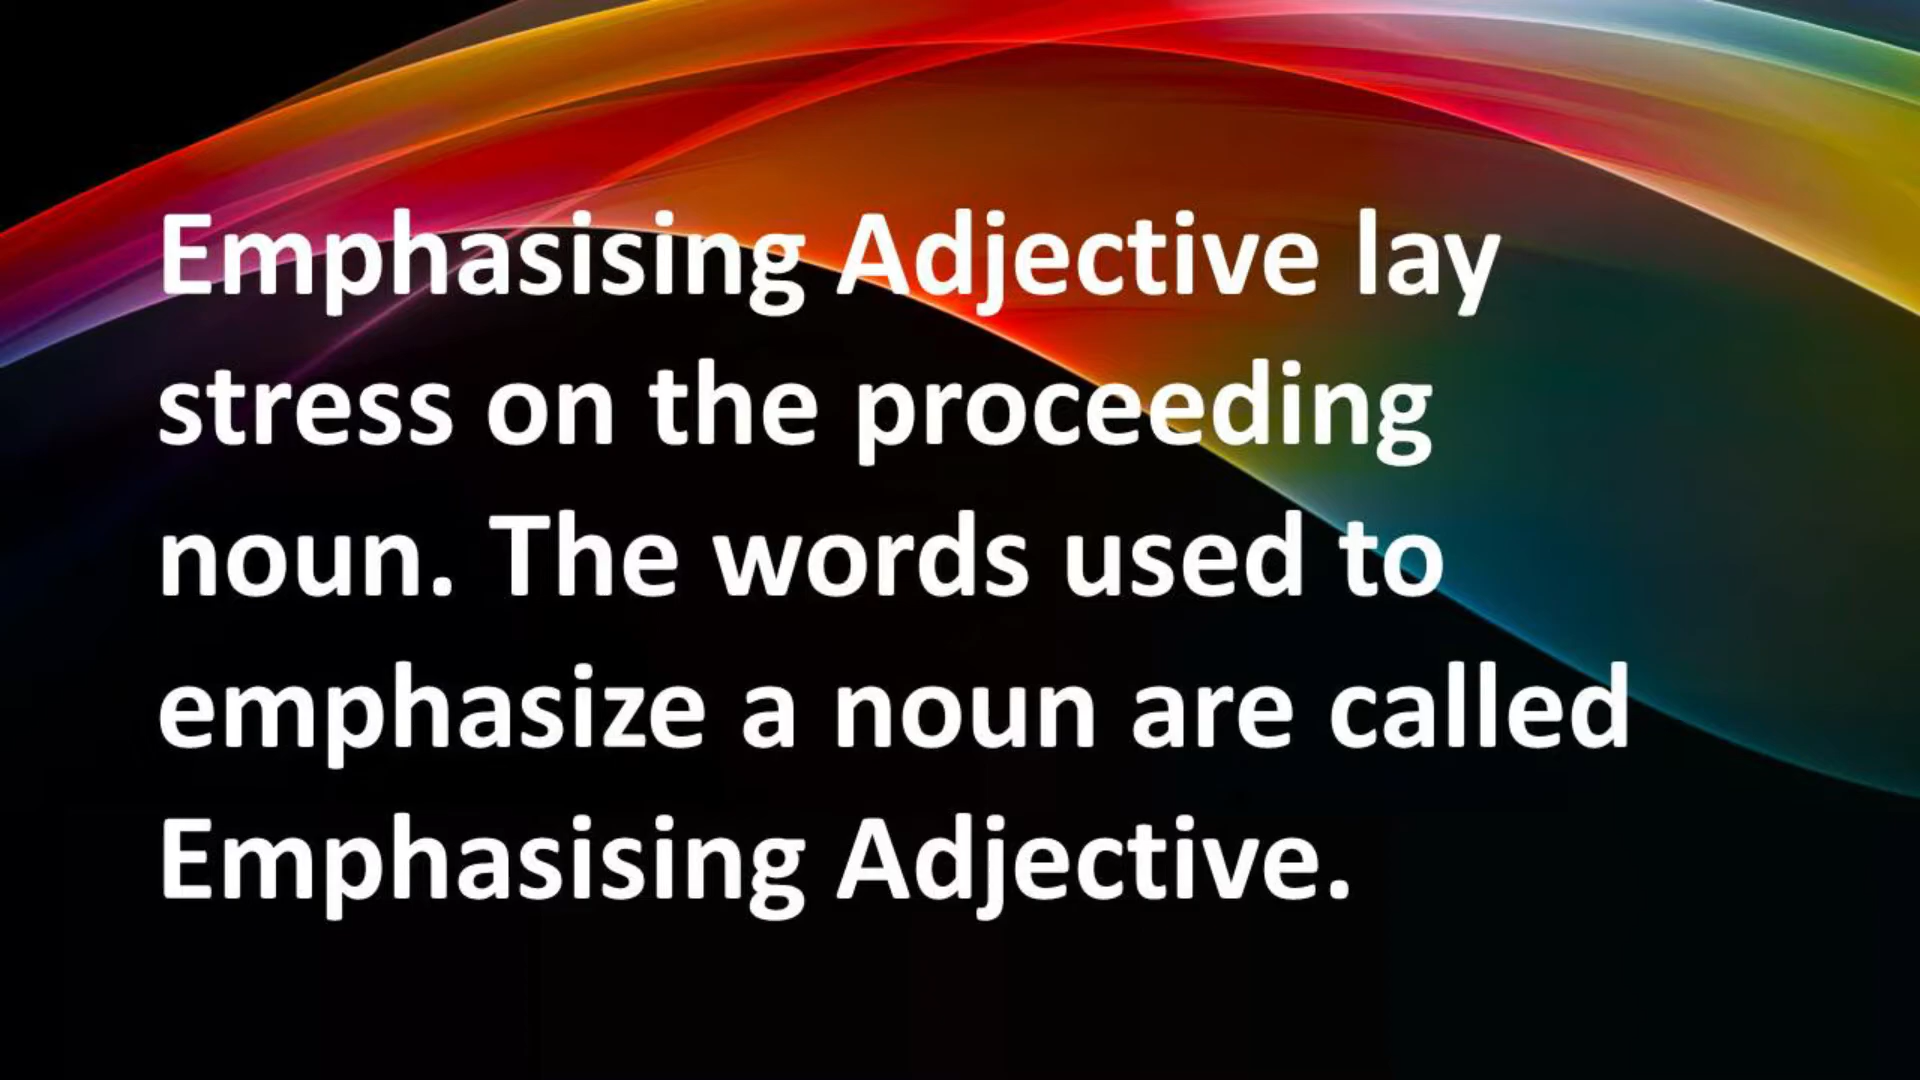 Emphasising Adjective lay
stress on the proceeding
noun. The words used to
emphasize a noun are called
Emphasising Adjective.